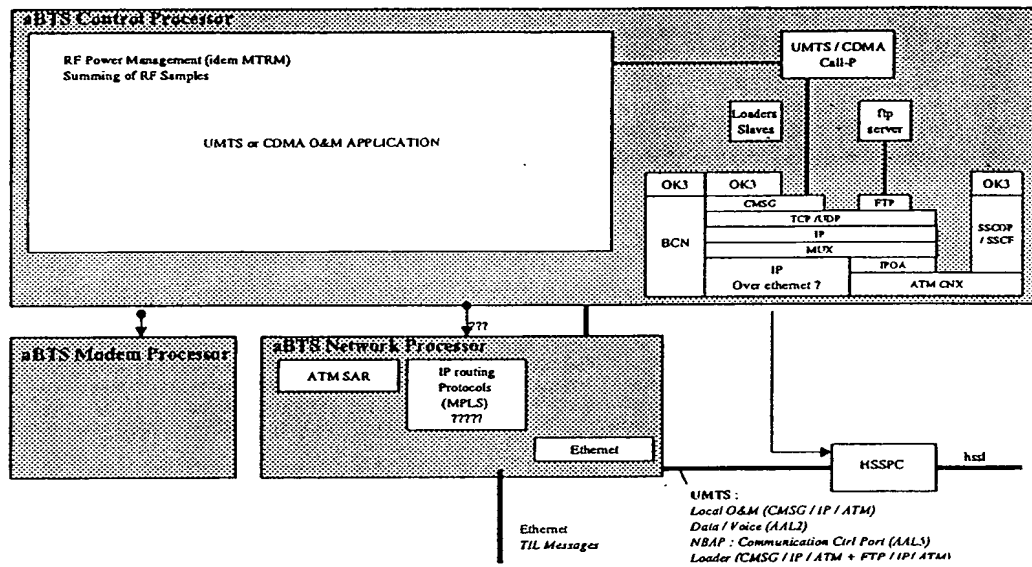 aBTS Control Processor
RF Power Management (idem MTRM)
Summing of RF Samples
UMTS or CDMA O&M APPLICATION
UMTS / CDMA
Call-P
Loaders
Slaves
ftp
server
OK3
OK3
OK3
CMSG
FTP
TCP /UDP
IP
MUX
BCN
SSCOP
/ SSCF
IP
Over ethernet ?
IPOA
ATM CNX
???
aBTS Modem Processor
aBTS Network Processor
ATM SAR
IP routing
Protocols
(MPLS)
?????
Ethernet
HSSPC
hssl
Ethernet
TIL Messages
UMTS :
Local O&M (CMSG / IP / ATM)
Data / Voice (AAL2)
NBAP : Communication Ctrl Port (AAL5)
Loader (CMSG / IP / ATM + FTP / IP/ ATM)